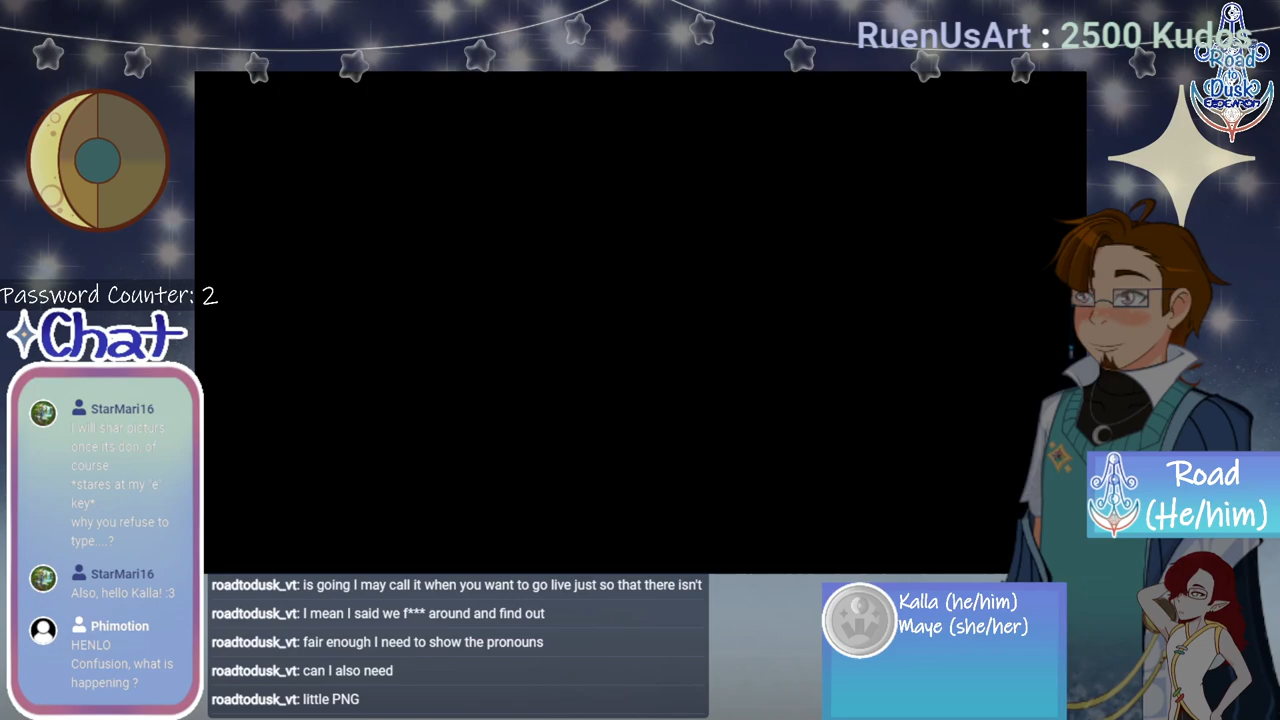 RuenUsArt : 2500 Kudos
Road
to
Dusk
Password Counter: 2
Chat
StarMari16
I will shar picturs
once its don, of
course
*stares at my 'e'
key*
why you refuse to
type....?
StarMari16
Also, hello Kalla! :3
Phimotion
HENLO
Confusion, what is
happening ?
roadtodusk_vt: is going I may call it when you want to go live just so that there isn't
roadtodusk_vt: I mean I said we f*** around and find out
roadtodusk_vt: fair enough I need to show the pronouns
roadtodusk_vt: can I also need
roadtodusk_vt: little PNG
Kalla (he/him)
Maye (she/her)
Road
(He/him)